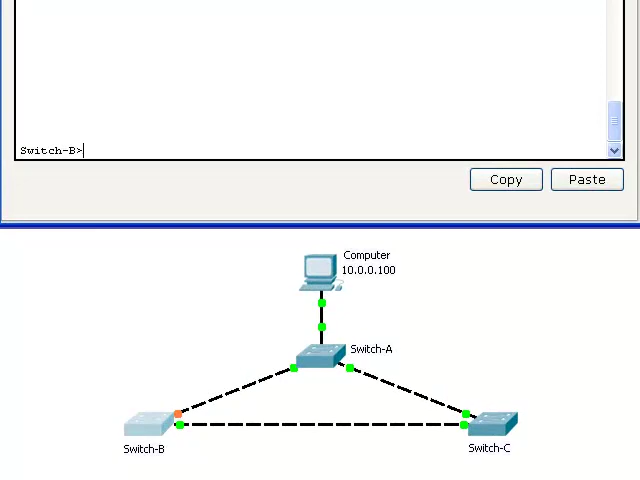 Switch-B>
Copy
Paste
Computer
10.0.0.100
Switch-A
Switch-B
Switch-C